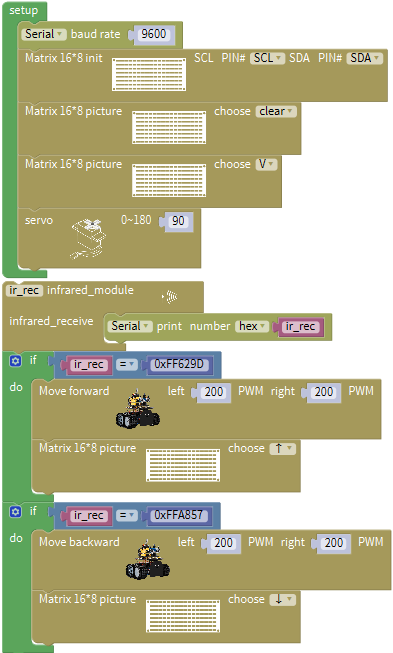 setup
Serial baud rate 9600
Matrix 16*8 init SCL PIN# SCL SDA PIN# SDA
Matrix 16*8 picture choose clear
Matrix 16*8 picture choose V
servo 0~180 90
ir_rec infrared_module
infrared_receive Serial print number hex ir_rec
if ir_rec = 0xFF629D
do Move forward left 200 PWM right 200 PWM
Matrix 16*8 picture choose ↑
if ir_rec = 0xFFA857
do Move backward left 200 PWM right 200 PWM
Matrix 16*8 picture choose ↓